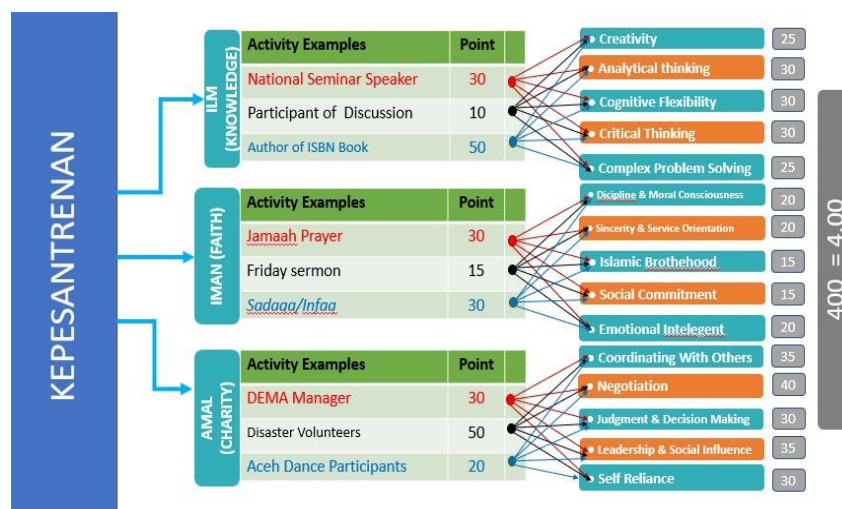 KEPESANTRENAN
ILM
(KNOWLEDGE)
Activity Examples Point
National Seminar Speaker 30
Participant of Discussion 10
Author of ISBN Book 50
Creativity 25
Analytical thinking 30
Cognitive Flexibility 30
Critical Thinking 30
Complex Problem Solving 25
IMAN (FAITH)
Activity Examples Point
Jamaah Prayer 30
Friday sermon 15
Sadaqa/Infaq 30
Dicipline & Moral Consciousness 20
Sincerity & Service Orientation 20
Islamic Brothehood 15
Social Commitment 15
Emotional Intelegent 20
AMAL
(CHARITY)
Activity Examples Point
DEMA Manager 30
Disaster Volunteers 50
Aceh Dance Participants 20
Coordinating With Others 35
Negotiation 40
Judgment & Decision Making 30
Leadership & Social Influence 35
Self Reliance 30
400 = 4.00